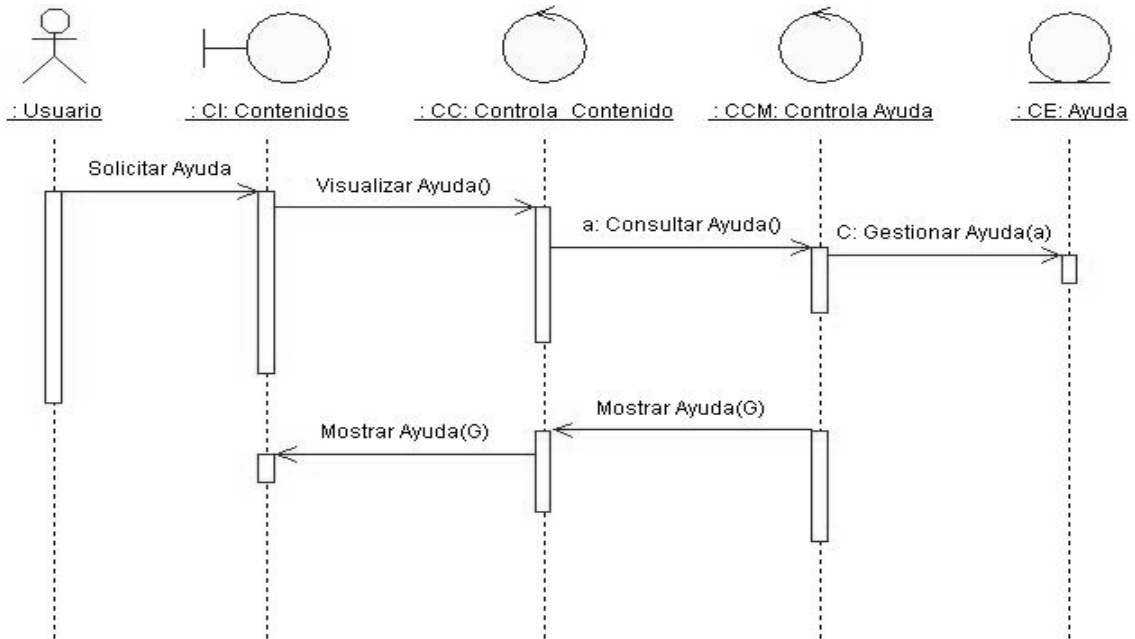 : Usuario
: CI: Contenidos
: CC: Controla Contenido
: CCM: Controla Ayuda
: CE: Ayuda
Solicitar Ayuda
Visualizar Ayuda()
a: Consultar Ayuda()
C: Gestionar Ayuda(a)
Mostrar Ayuda(G)
Mostrar Ayuda(G)